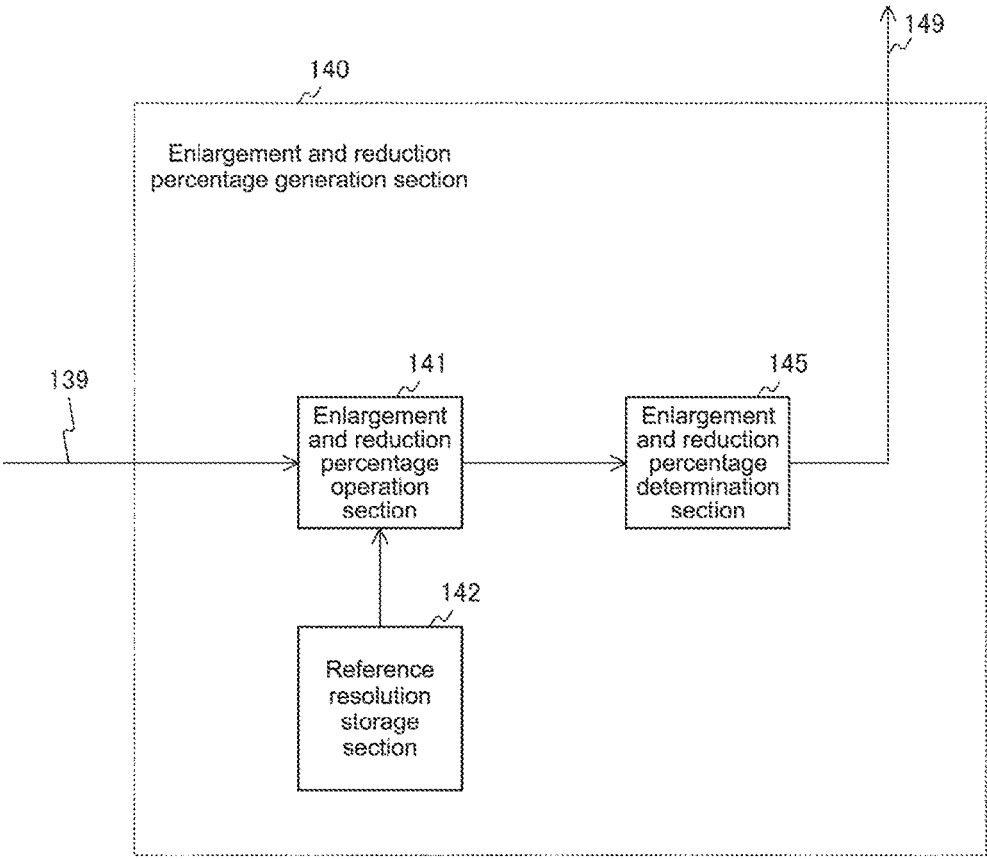 149
140
Enlargement and reduction
percentage generation section
139
141
Enlargement
and reduction
percentage
operation
section
145
Enlargement
and reduction
percentage
determination
section
142
Reference
resolution
storage
section